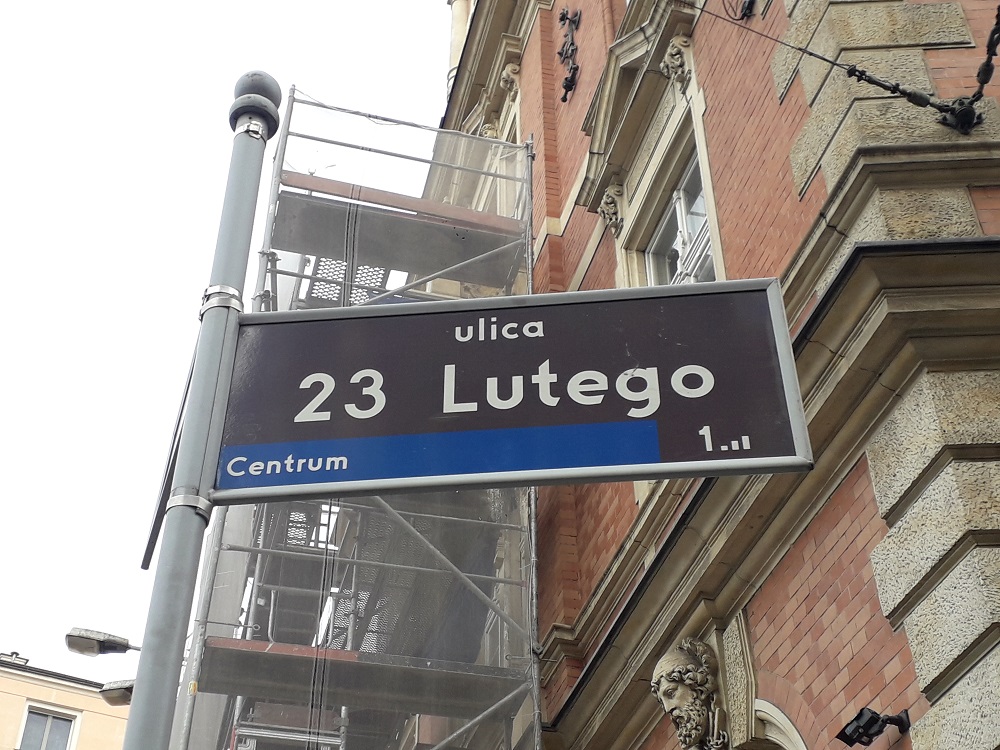 ulica
23 Lutego
1...
Centrum